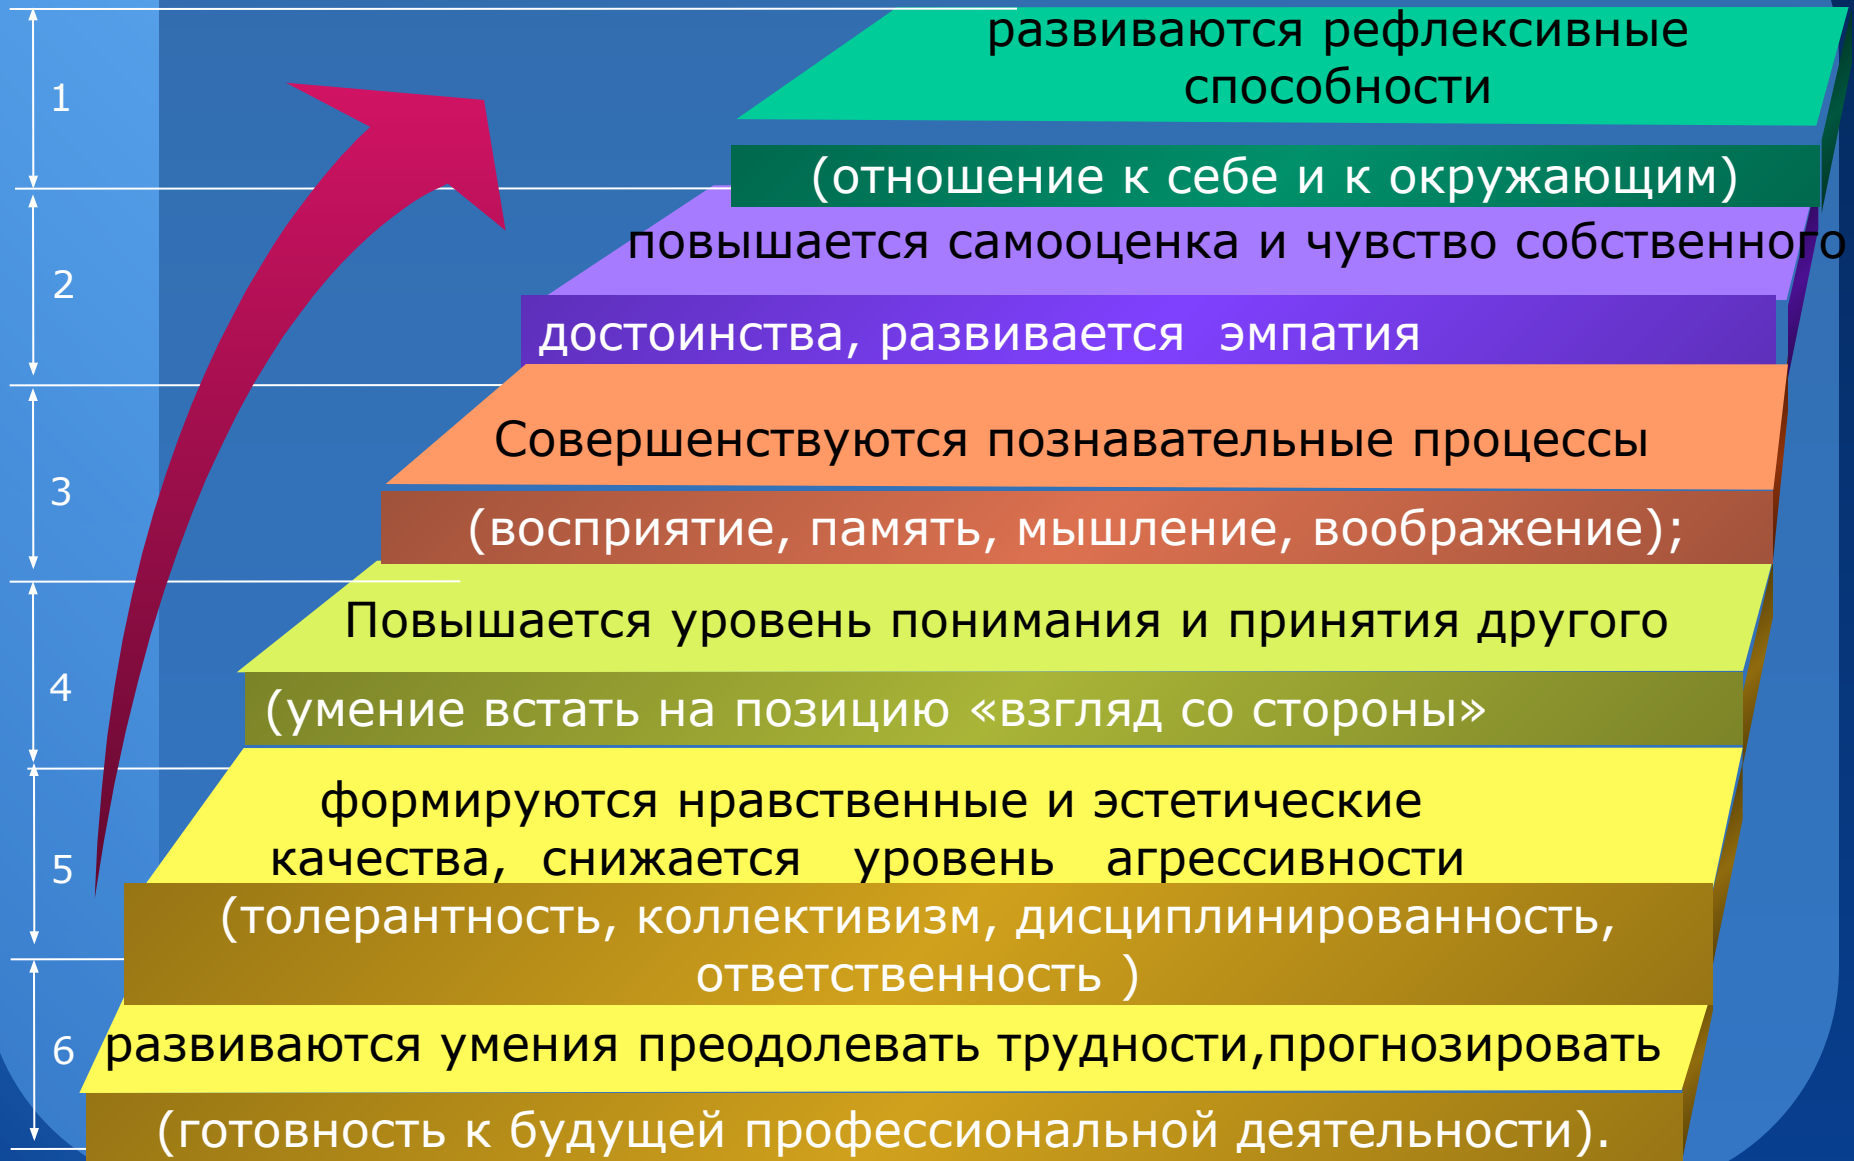 1
развиваются рефлексивные
способности
(отношение к себе и к окружающим)
2
повышается самооценка и чувство собственного
достоинства, развивается эмпатия
3
Совершенствуются познавательные процессы
(восприятие, память, мышление, воображение);
4
Повышается уровень понимания и принятия другого
(умение встать на позицию «взгляд со стороны»
5
формируются нравственные и эстетические
качества, снижается уровень агрессивности
(толерантность, коллективизм, дисциплинированность,
ответственность )
6
развиваются умения преодолевать трудности,прогнозировать
(готовность к будущей профессиональной деятельности).